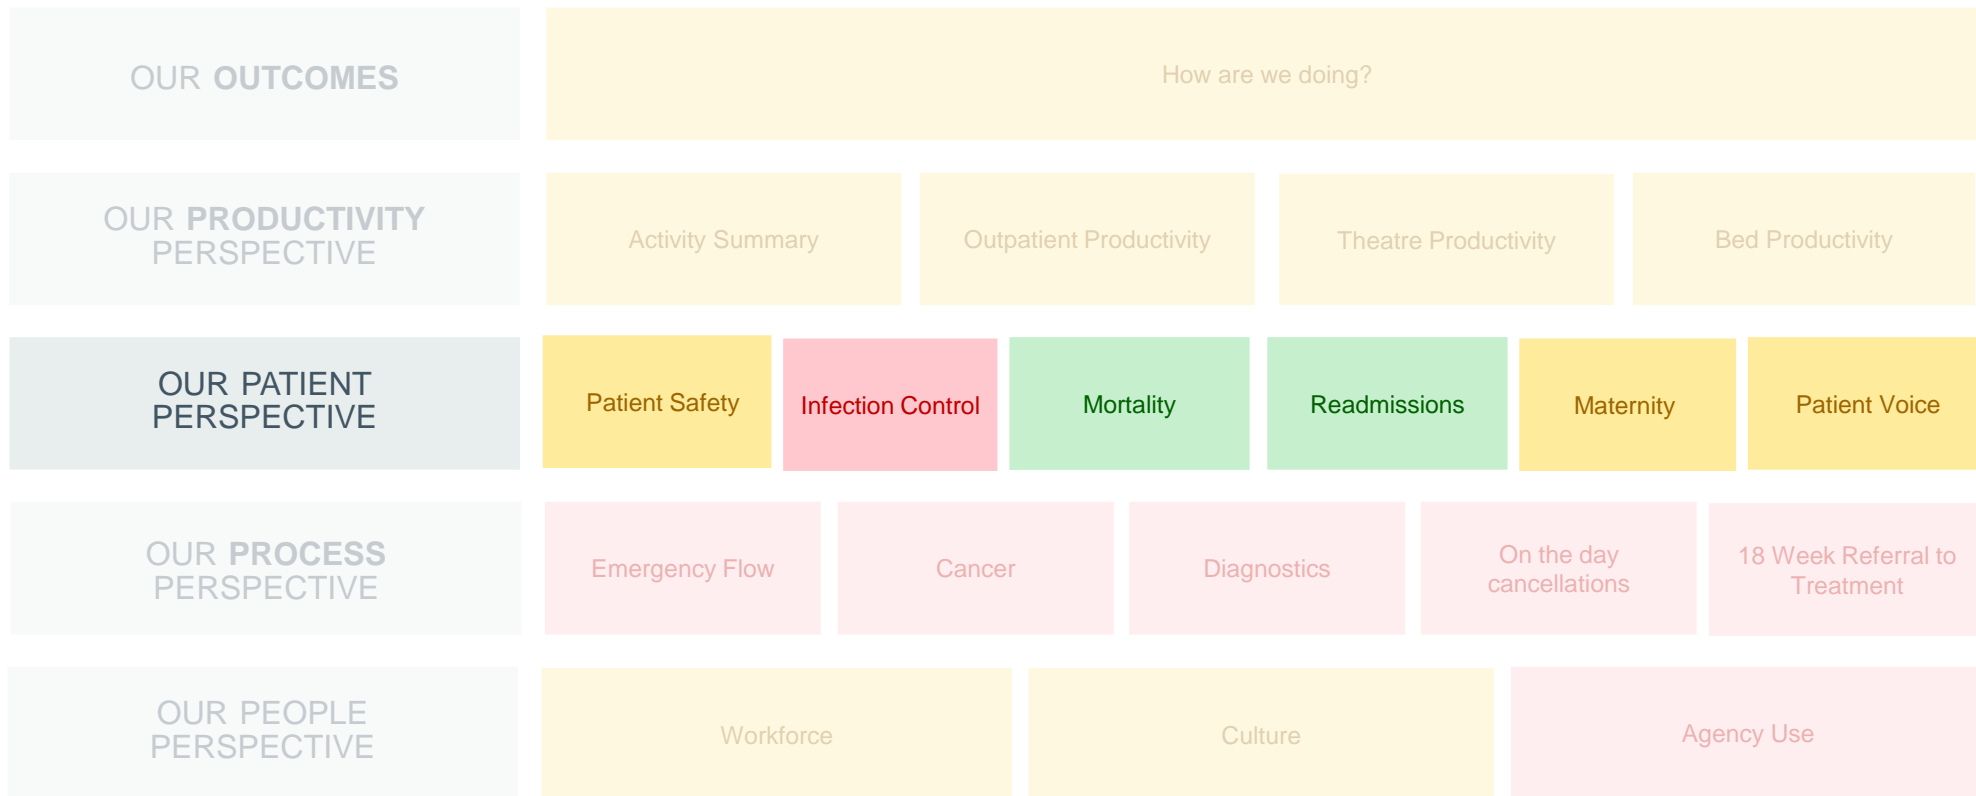 OUR OUTCOMES
How are we doing?
OUR PRODUCTIVITY
PERSPECTIVE
Activity Summary
Outpatient Productivity
Theatre Productivity
Bed Productivity
OUR PATIENT
PERSPECTIVE
Patient Safety
Infection Control
Mortality
Readmissions
Maternity
Patient Voice
OUR PROCESS
PERSPECTIVE
Emergency Flow
Cancer
Diagnostics
On the day
cancellations
18 Week Referral to
Treatment
OUR PEOPLE
PERSPECTIVE
Workforce
Culture
Agency Use